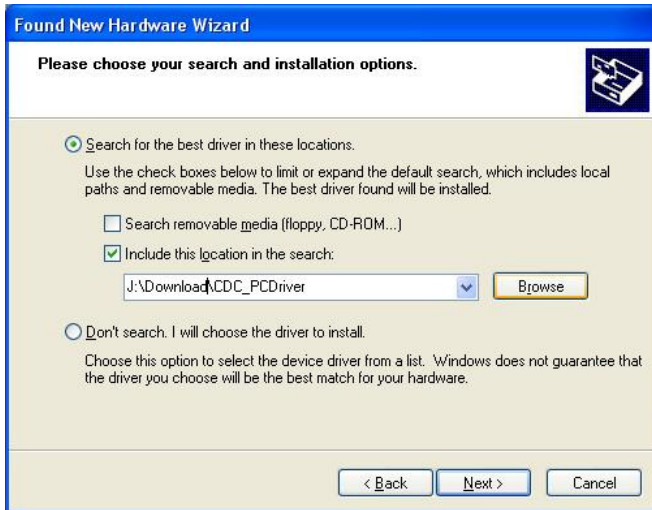 Found New Hardware Wizard
Please choose your search and installation options.
Search for the best driver in these locations.
Use the check boxes below to limit or expand the default search, which includes local
paths and removable media. The best driver found will be installed.
Search removable media (floppy, CD-ROM...)
Include this location in the search:
J:\Download\CDC_PCDriver
Browse
Don't search. I will choose the driver to install.
Choose this option to select the device driver from a list. Windows does not guarantee that
the driver you choose will be the best match for your hardware.
< Back
Next >
Cancel